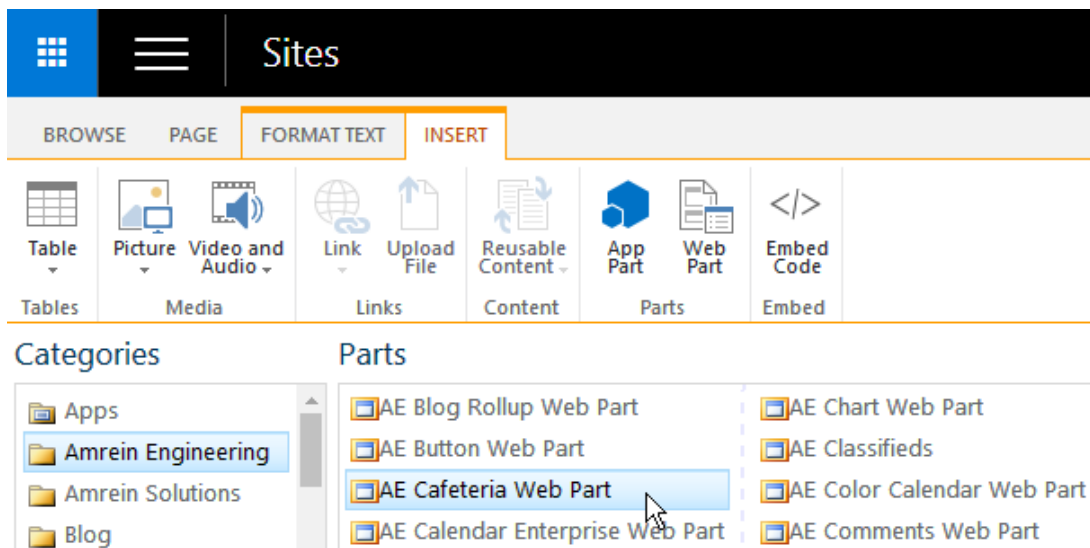 Sites
BROWSE PAGE FORMAT TEXT INSERT
Table
Picture
Video and
Audio
Link
Upload
File
Reusable
Content
App
Part
Web
Part
</>
Embed
Code
Tables
Media
Links
Content
Parts
Embed
Categories
Apps
Amrein Engineering
Amrein Solutions
Blog
Parts
AE Blog Rollup Web Part
AE Button Web Part
AE Cafeteria Web Part
AE Calendar Enterprise Web Part
AE Chart Web Part
AE Classifieds
AE Color Calendar Web Part
AE Comments Web Part